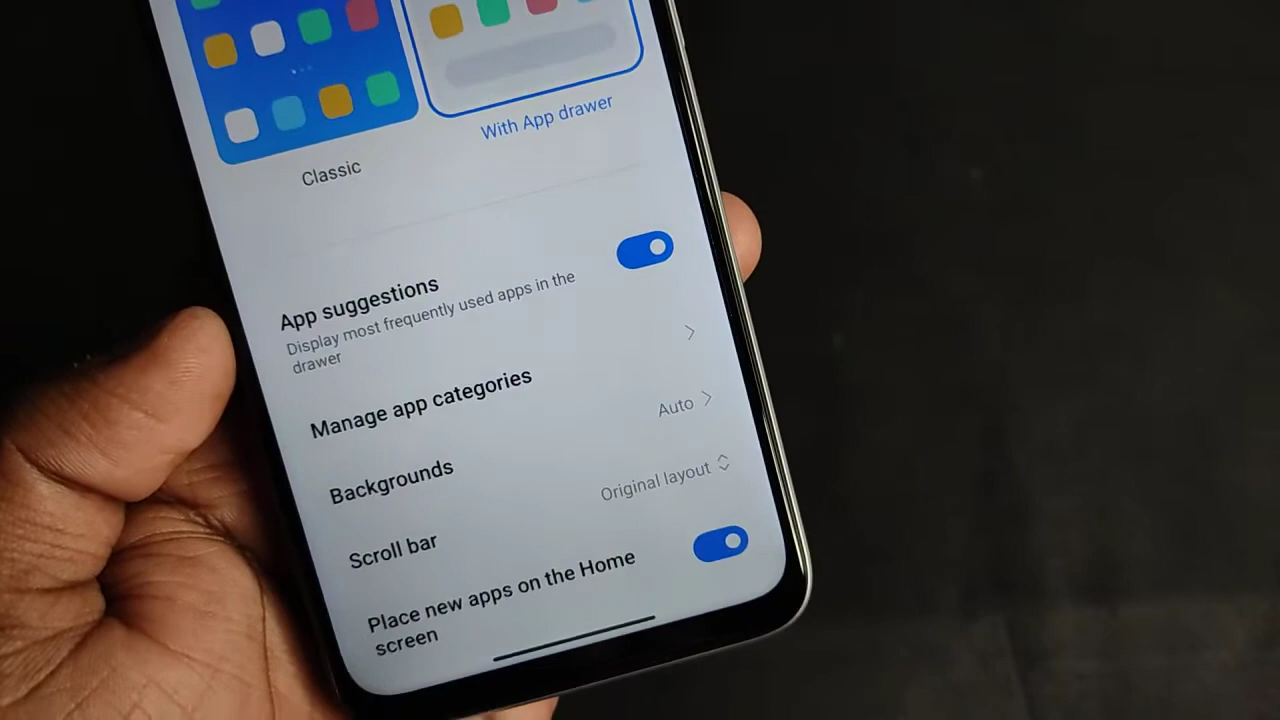 Classic
With App drawer
App suggestions
Display most frequently used apps in the
drawer
Manage app categories
Backgrounds
Auto
Scroll bar
Original layout
Place new apps on the Home
screen